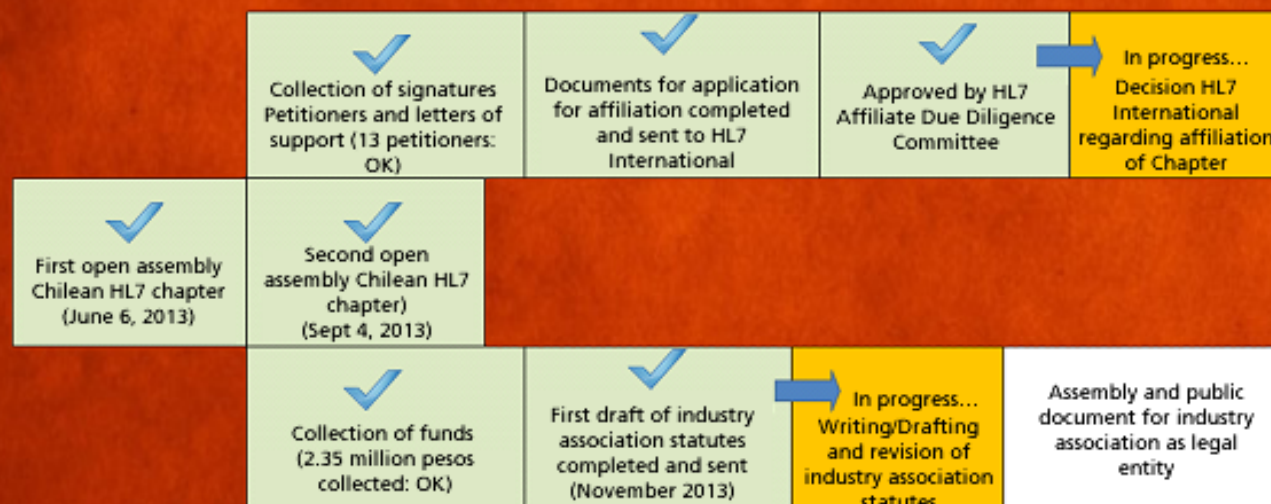 Collection of signatures
Petitioners and letters of
support (13 petitioners:
OK)
Documents for application
for affiliation completed
and sent to HL7
International
Approved by HL7
Affiliate Due Diligence
Committee
In progress...
Decision HL7
International
regarding affiliation
of Chapter
First open assembly
Chilean HL7 chapter
(June 6, 2013)
Second open
assembly Chilean HL7
chapter)
(Sept 4, 2013)
Collection of funds
(2.35 million pesos
collected: OK)
First draft of industry
association statutes
completed and sent
(November 2013)
In progress...
Writing/Drafting
and revision of
industry association
statutes
Assembly and public
document for industry
association as legal
entity